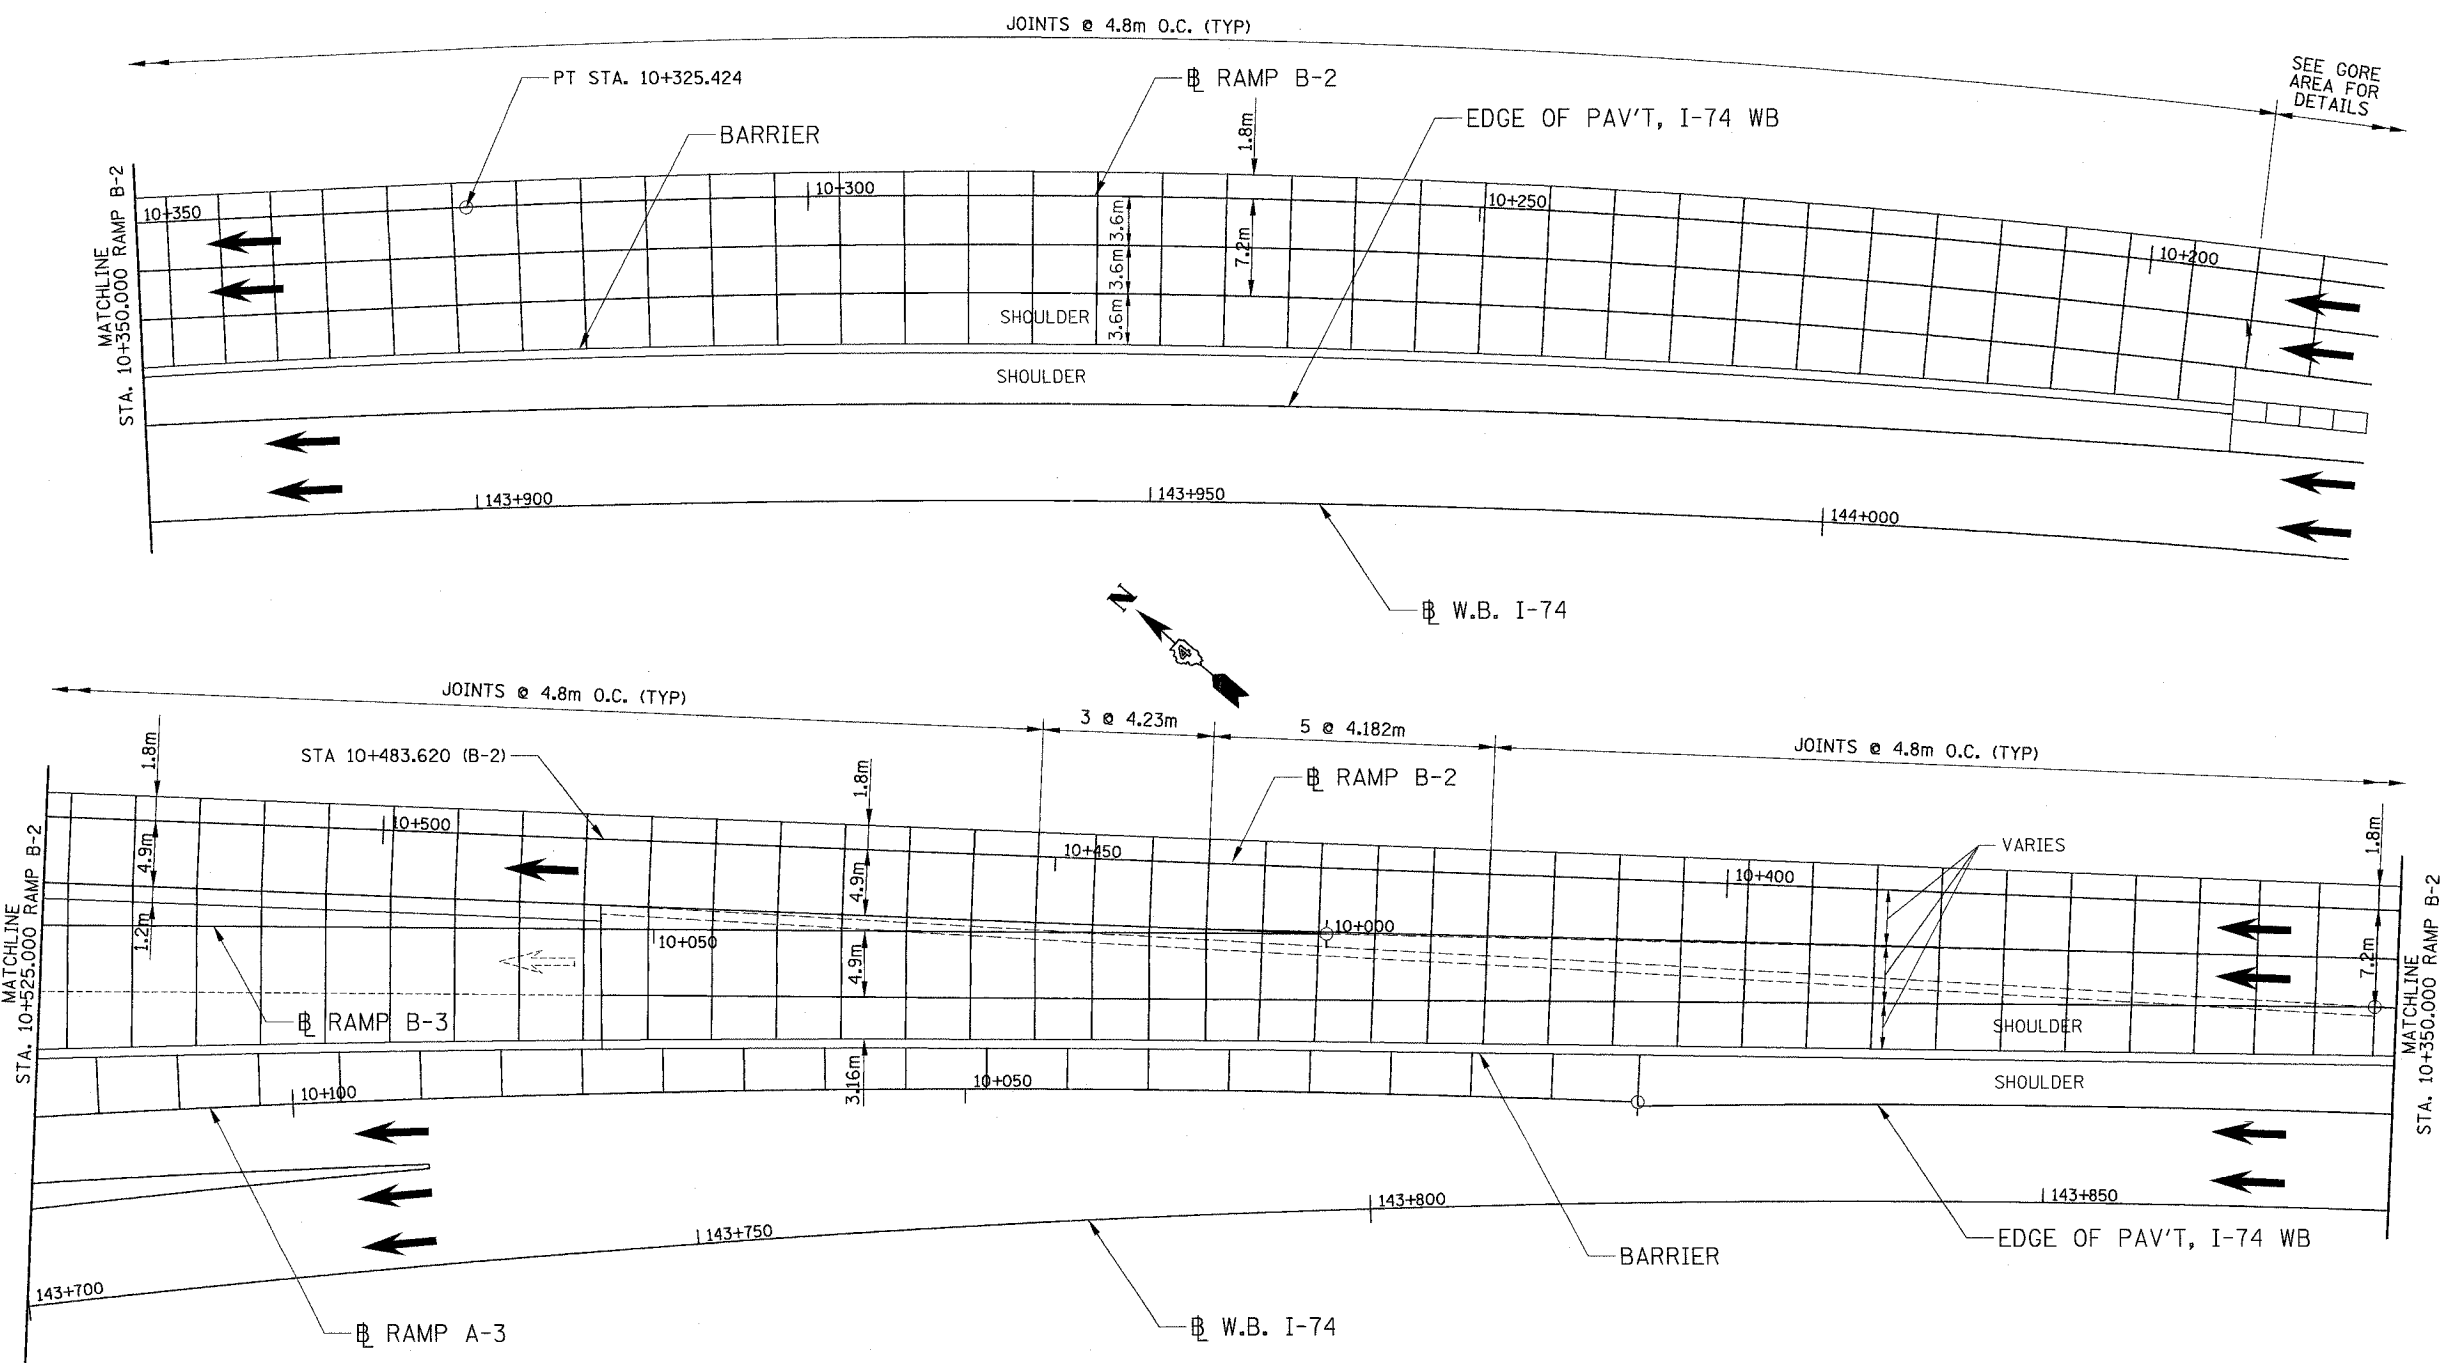 JOINTS @ 4.8m O.C. (TYP)
SEE GORE
AREA FOR
DETAILS
PT STA. 10+325.424
℄ RAMP B-2
BARRIER
1.8m
EDGE OF PAV'T, I-74 WB
MATCHLINE
STA. 10+350.000 RAMP B-2
10+350
10+300
10+250
10+200
3.6m
3.6m
3.6m
7.2m
SHOULDER
SHOULDER
143+900
143+950
144+000
℄ W.B. I-74
N
4
JOINTS @ 4.8m O.C. (TYP)
3 @ 4.23m
5 @ 4.182m
JOINTS @ 4.8m O.C. (TYP)
1.8m
STA 10+483.620 (B-2)
1.8m
℄ RAMP B-2
1.8m
MATCHLINE
STA. 10+525.000 RAMP B-2
10+500
10+450
10+400
VARIES
4.9m
4.9m
1.2m
10+050
10+000
4.9m
7.2m
℄ RAMP B-3
SHOULDER
MATCHLINE
STA. 10+350.000 RAMP B-2
10+100
3.16m
10+050
SHOULDER
143+700
143+750
143+800
143+850
BARRIER
EDGE OF PAV'T, I-74 WB
℄ RAMP A-3
℄ W.B. I-74